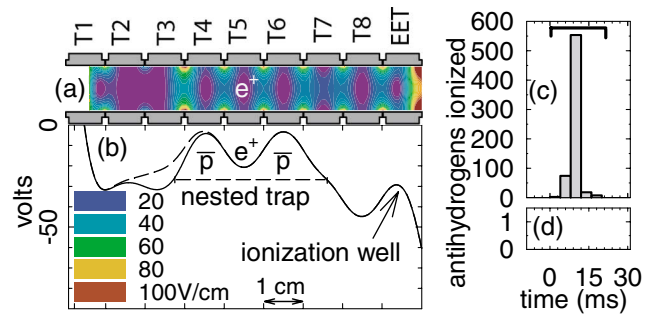 T1 T2 T3 T4 T5 T6 T7 T8 EET
(a)
e+
0
(b)
p̅ e+ p̅
volts
nested trap
-50
20
40
60
80
100V/cm
ionization well
1 cm
antihydrogens ionized
600
500
400
300
200
100
0
(c)
1
0
(d)
0 15 30
time (ms)